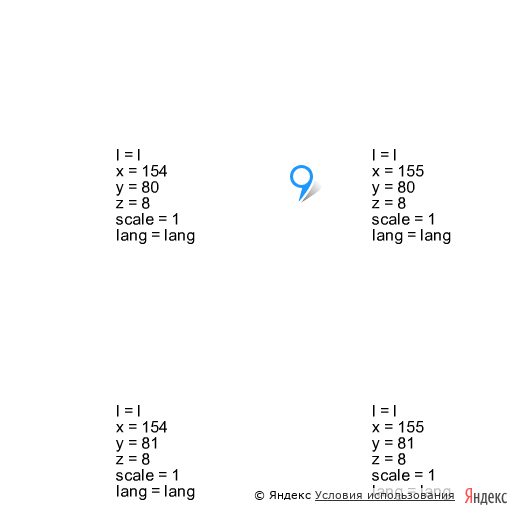 l = l
x = 154
y = 80
z = 8
scale = 1
lang = lang
l = l
x = 155
y = 80
z = 8
scale = 1
lang = lang
l = l
x = 154
y = 81
z = 8
scale = 1
lang = lang
l = l
x = 155
y = 81
z = 8
scale = 1
lang = lang
© Яндекс Условия использования Яндекс